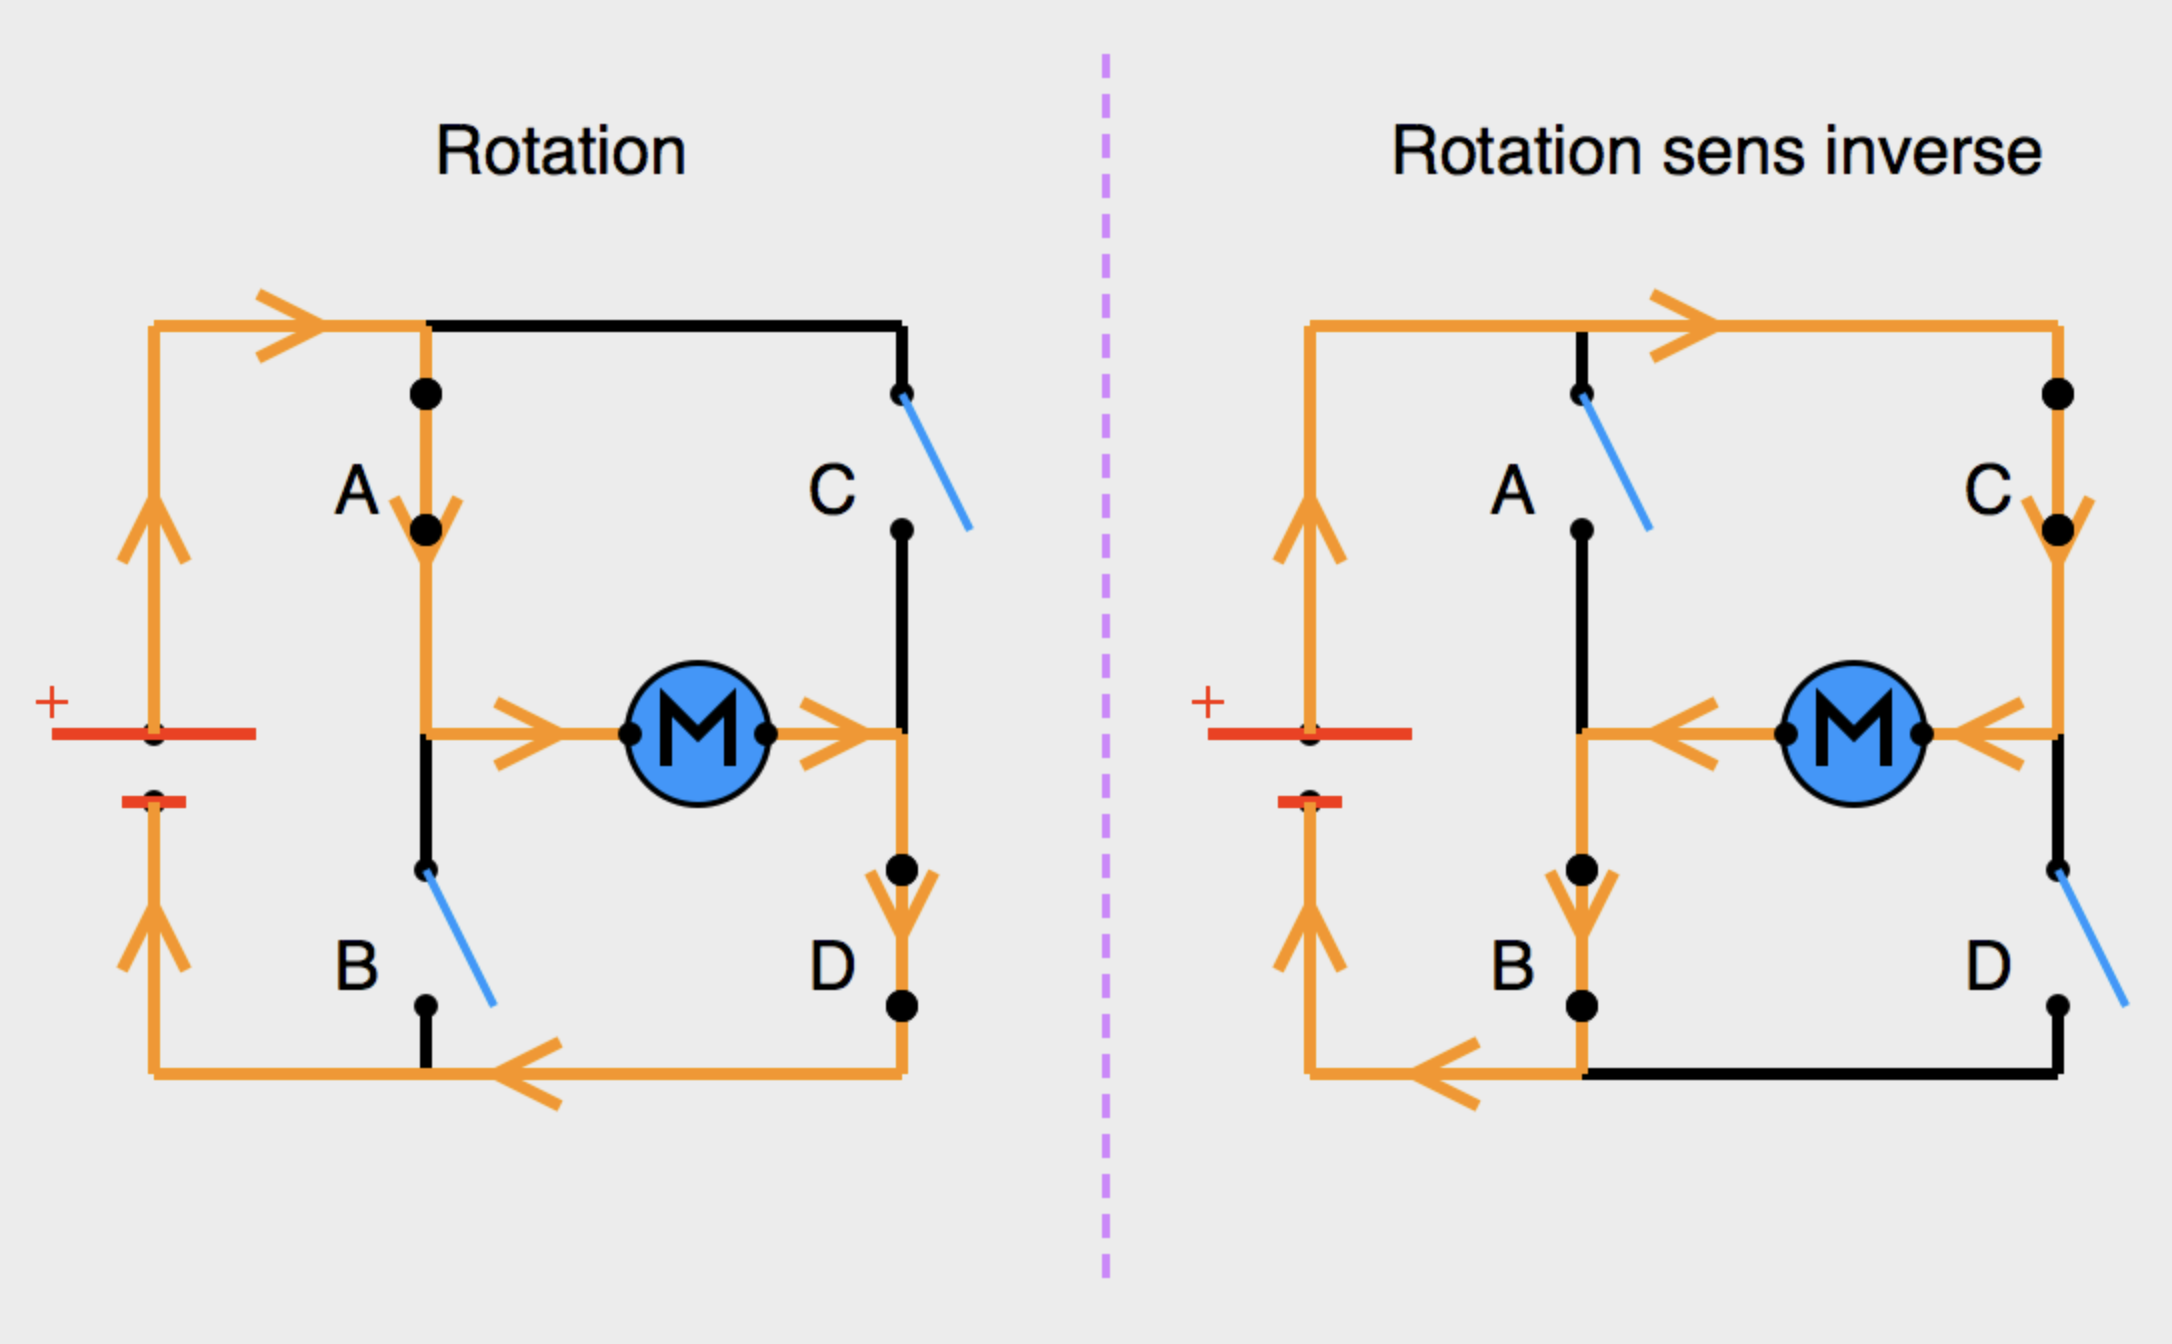 Rotation
A
C
+
M
B
D
Rotation sens inverse
A
C
+
M
B
D